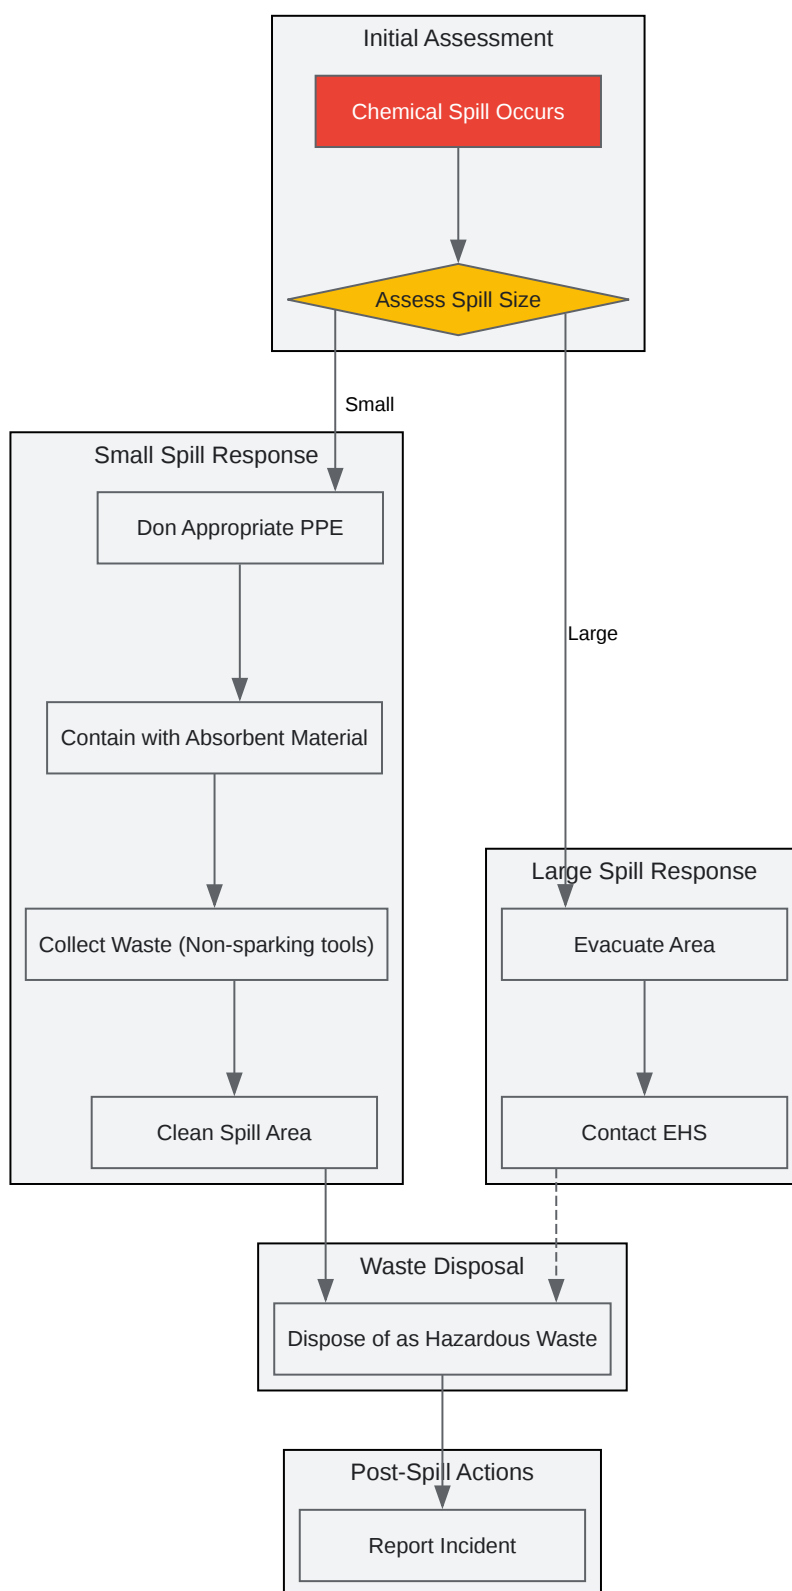 Initial Assessment
Chemical Spill Occurs
Assess Spill Size
Small
Small Spill Response
Don Appropriate PPE
Large
Contain with Absorbent Material
Large Spill Response
Collect Waste (Non-sparking tools)
Evacuate Area
Clean Spill Area
Contact EHS
Waste Disposal
Dispose of as Hazardous Waste
Post-Spill Actions
Report Incident